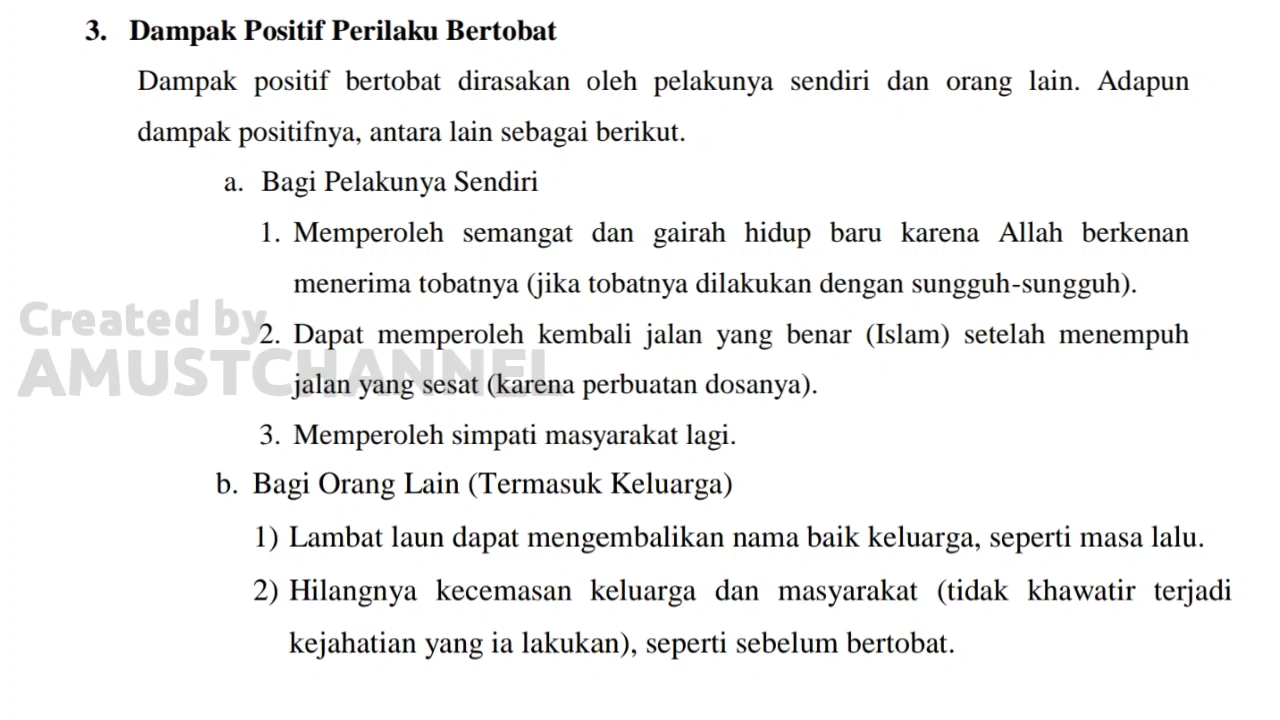 3. Dampak Positif Perilaku Bertobat
Dampak positif bertobat dirasakan oleh pelakunya sendiri dan orang lain. Adapun
dampak positifnya, antara lain sebagai berikut.
a. Bagi Pelakunya Sendiri
1. Memperoleh semangat dan gairah hidup baru karena Allah berkenan
menerima tobatnya (jika tobatnya dilakukan dengan sungguh-sungguh).
Created by
2. Dapat memperoleh kembali jalan yang benar (Islam) setelah menempuh
AMUSTCHANNEL
jalan yang sesat (karena perbuatan dosanya).
3. Memperoleh simpati masyarakat lagi.
b. Bagi Orang Lain (Termasuk Keluarga)
1) Lambat laun dapat mengembalikan nama baik keluarga, seperti masa lalu.
2) Hilangnya kecemasan keluarga dan masyarakat (tidak khawatir terjadi
kejahatian yang ia lakukan), seperti sebelum bertobat.